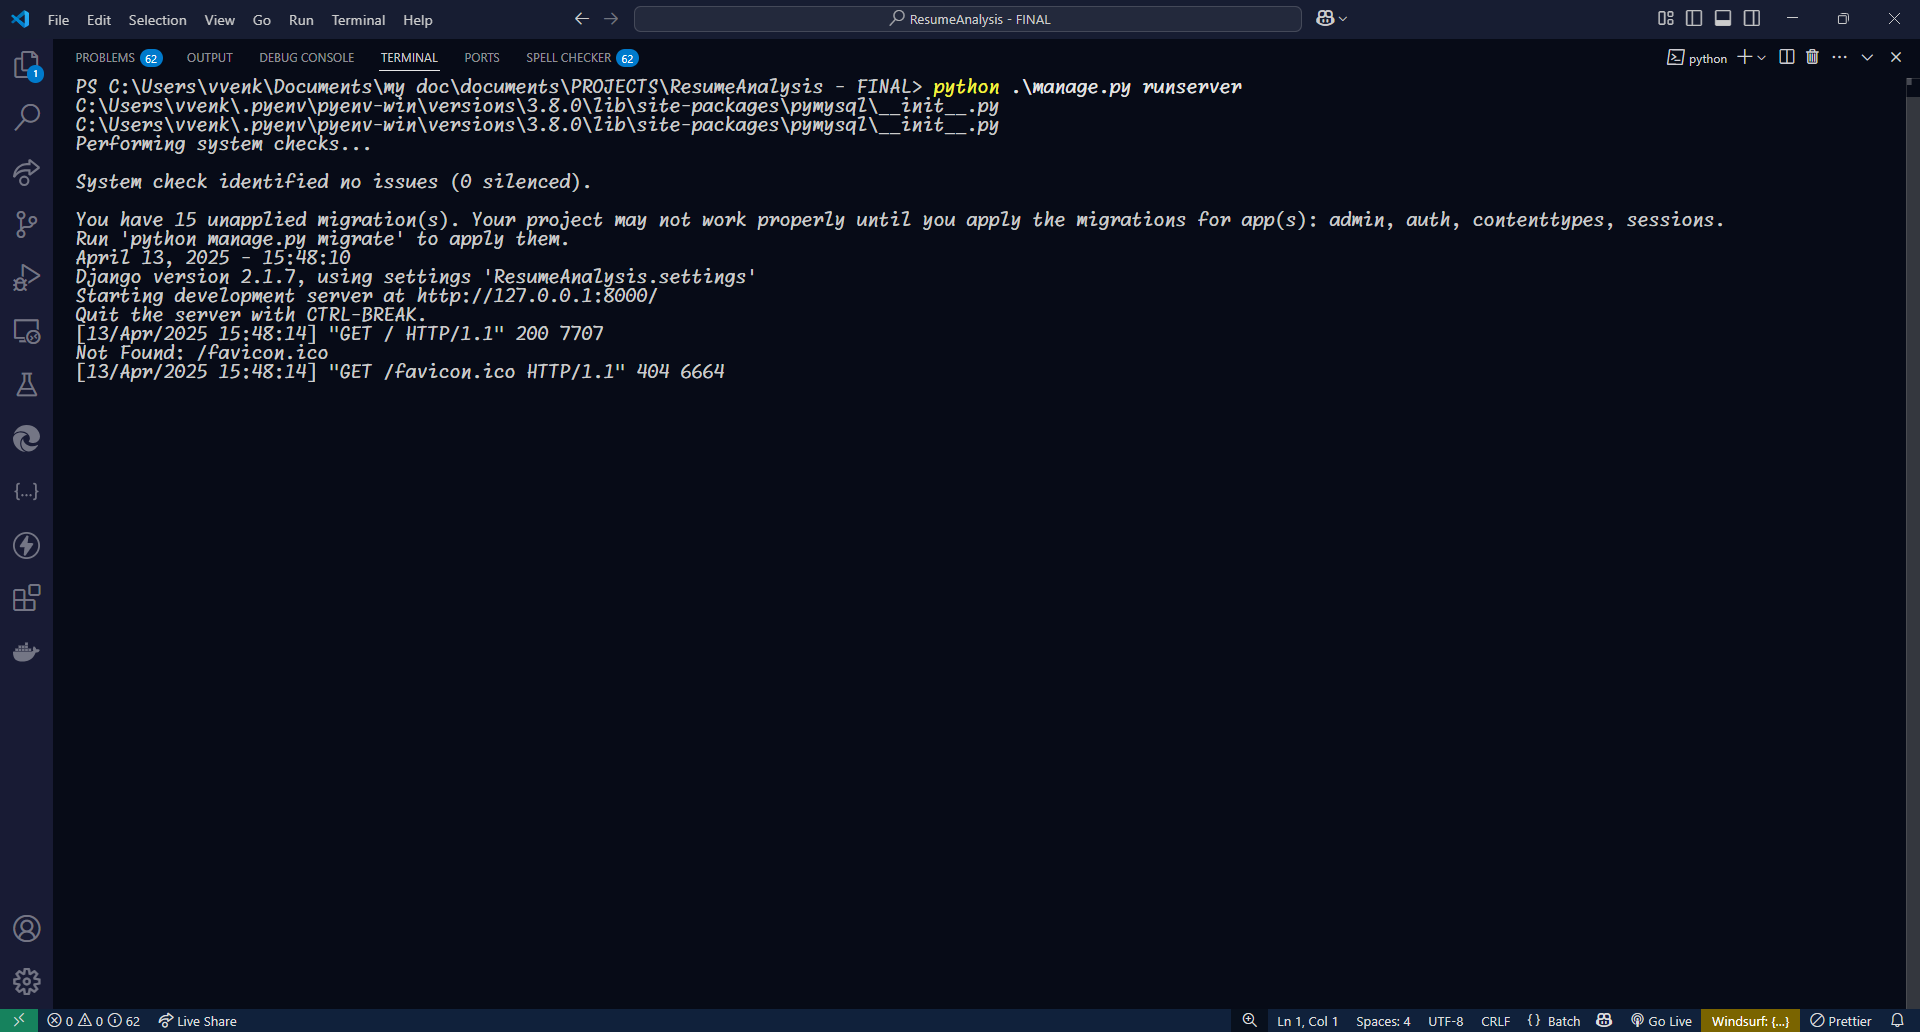 File Edit Selection View Go Run Terminal Help
ResumeAnalysis - FINAL
PROBLEMS 62 OUTPUT DEBUG CONSOLE TERMINAL PORTS SPELL CHECKER 62
python
1
PS C:\Users\vvenk\Documents\my doc\documents\PROJECTS\ResumeAnalysis - FINAL> python .\manage.py runserver
C:\Users\vvenk\.pyenv\pyenv-win\versions\3.8.0\lib\site-packages\pymysql\__init__.py
C:\Users\vvenk\.pyenv\pyenv-win\versions\3.8.0\lib\site-packages\pymysql\__init__.py
Performing system checks...
System check identified no issues (0 silenced).
You have 15 unapplied migration(s). Your project may not work properly until you apply the migrations for app(s): admin, auth, contenttypes, sessions.
Run 'python manage.py migrate' to apply them.
April 13, 2025 - 15:48:10
Django version 2.1.7, using settings 'ResumeAnalysis.settings'
Starting development server at http://127.0.0.1:8000/
Quit the server with CTRL-BREAK.
[13/Apr/2025 15:48:14] "GET / HTTP/1.1" 200 7707
Not Found: /favicon.ico
[13/Apr/2025 15:48:14] "GET /favicon.ico HTTP/1.1" 404 6664
0 0 62 Live Share
Ln 1, Col 1 Spaces: 4 UTF-8 CRLF {} Batch Go Live Windsurf: {...} Prettier